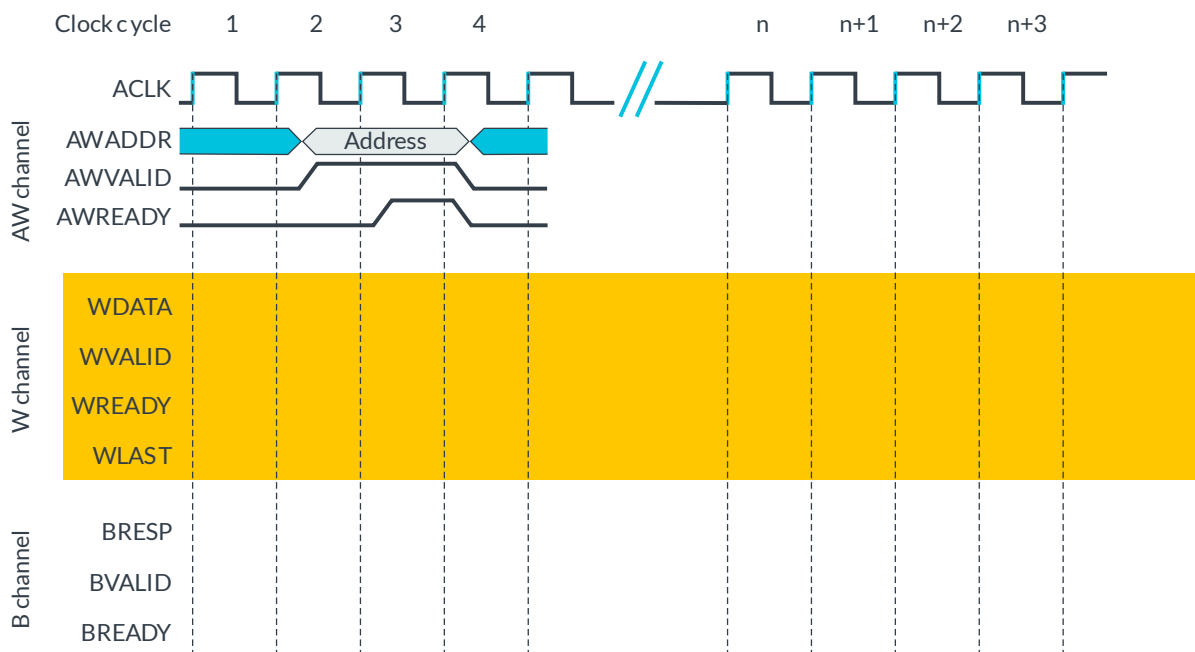 Clock cycle 1 2 3 4 n n+1 n+2 n+3
ACLK
AW channel
AWADDR Address
AWVALID
AWREADY
W channel
WDATA
WVALID
WREADY
WLAST
B channel
BRESP
BVALID
BREADY